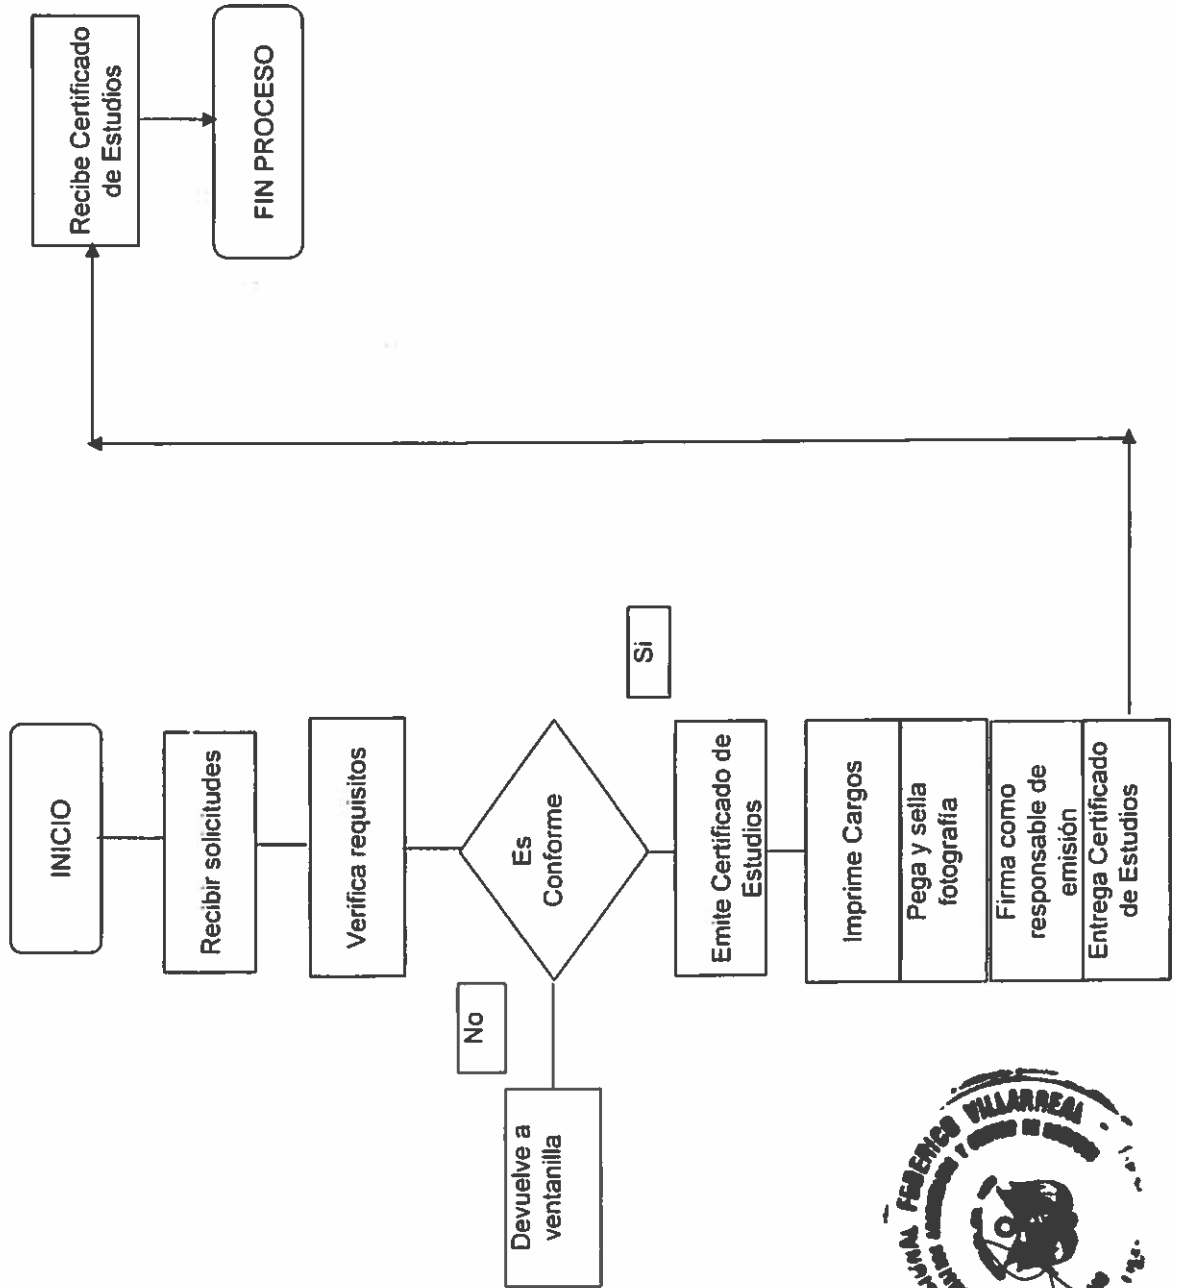 INICIO
Recibir solicitudes
Verifica requisitos
Es
Conforme
No
Devuelve a
ventanilla
Si
Emite Certificado de
Estudios
Imprime Cargos
Pega y sella
fotografía
Firma como
responsable de
emisión
Entrega Certificado
de Estudios
Recibe Certificado
de Estudios
FIN PROCESO
FEDERICO VILLARREAL